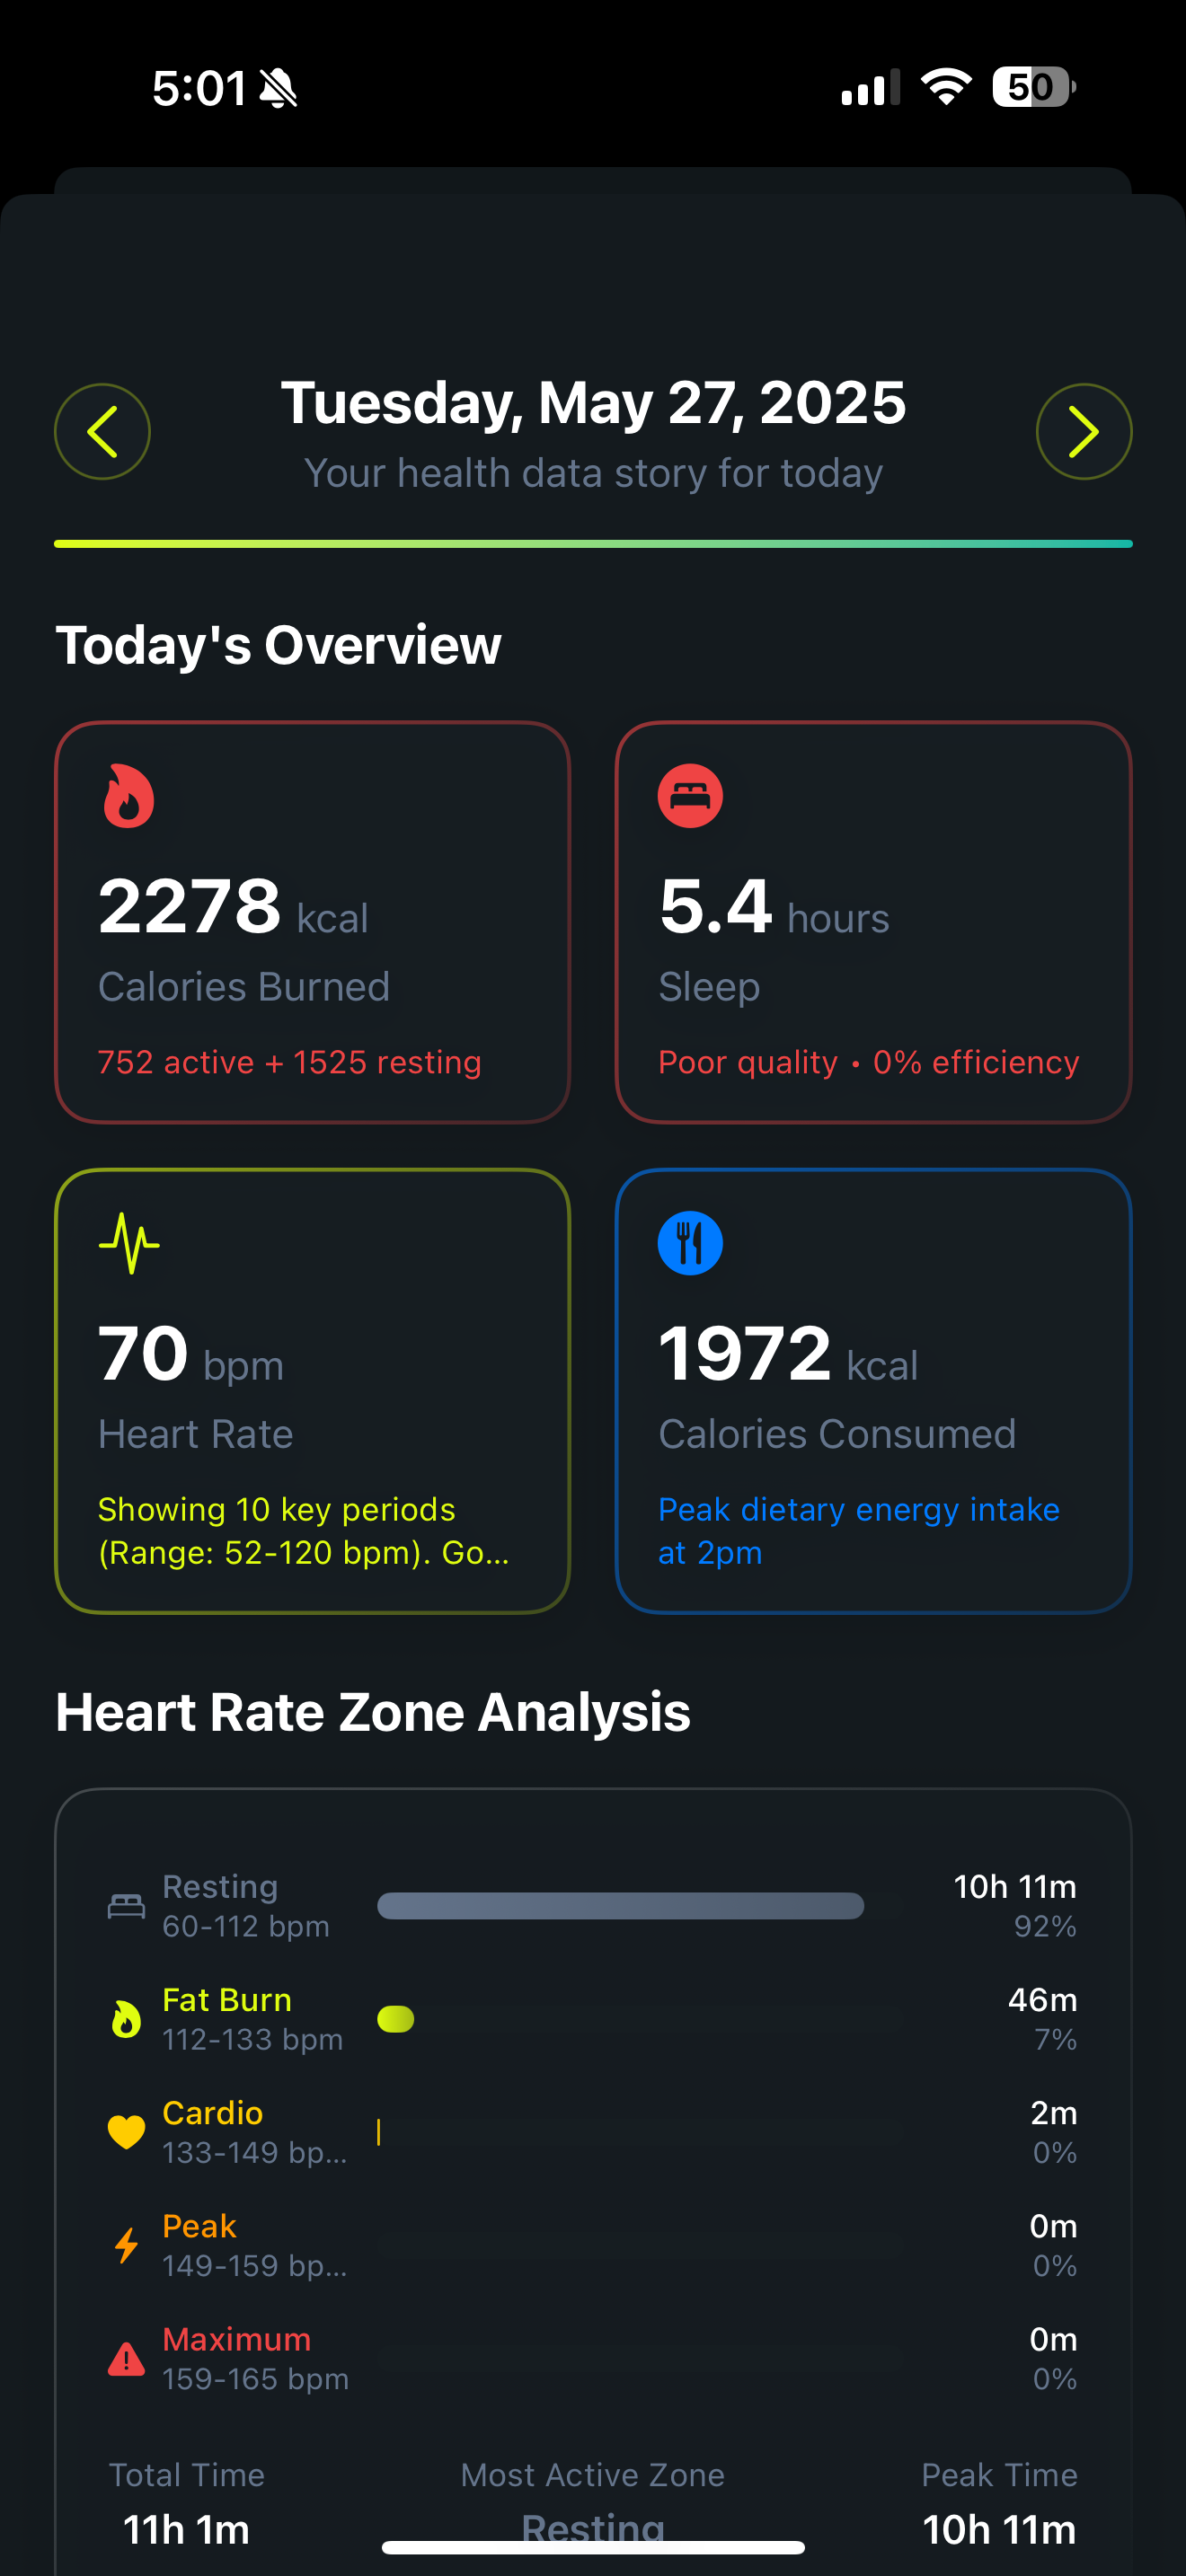 5:01
50
Tuesday, May 27, 2025
Your health data story for today
Today's Overview
2278 kcal
Calories Burned
752 active + 1525 resting
5.4 hours
Sleep
Poor quality • 0% efficiency
70 bpm
Heart Rate
Showing 10 key periods
(Range: 52-120 bpm). Go...
1972 kcal
Calories Consumed
Peak dietary energy intake
at 2pm
Heart Rate Zone Analysis
Resting
60-112 bpm
10h 11m
92%
Fat Burn
112-133 bpm
46m
7%
Cardio
133-149 bp...
2m
0%
Peak
149-159 bp...
0m
0%
Maximum
159-165 bpm
0m
0%
Total Time
11h 1m
Most Active Zone
Resting
Peak Time
10h 11m